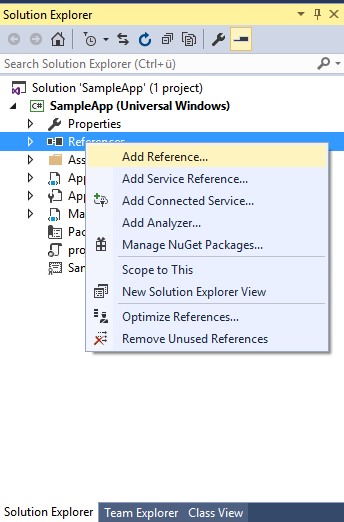 Solution Explorer
Search Solution Explorer (Ctrl+ü)
Solution 'SampleApp' (1 project)
C# SampleApp (Universal Windows)
Properties
References
Add Reference...
Ass
Add Service Reference...
App
Add Connected Service...
App
Add Analyzer...
Ma
Manage NuGet Packages...
Pac
pro
Scope to This
San
New Solution Explorer View
Optimize References...
Remove Unused References
Solution Explorer Team Explorer Class View